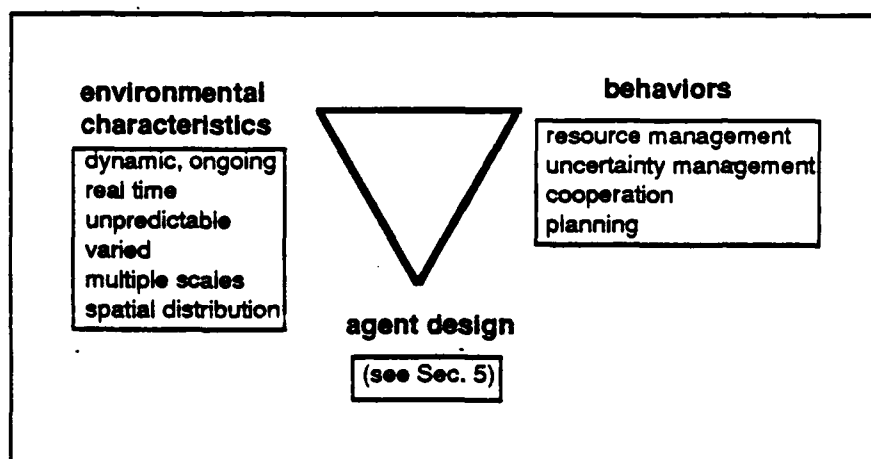 environmental
characteristics
dynamic, ongoing
real time
unpredictable
varied
multiple scales
spatial distribution
behaviors
resource management
uncertainty management
cooperation
planning
agent design
(see Sec. 5)